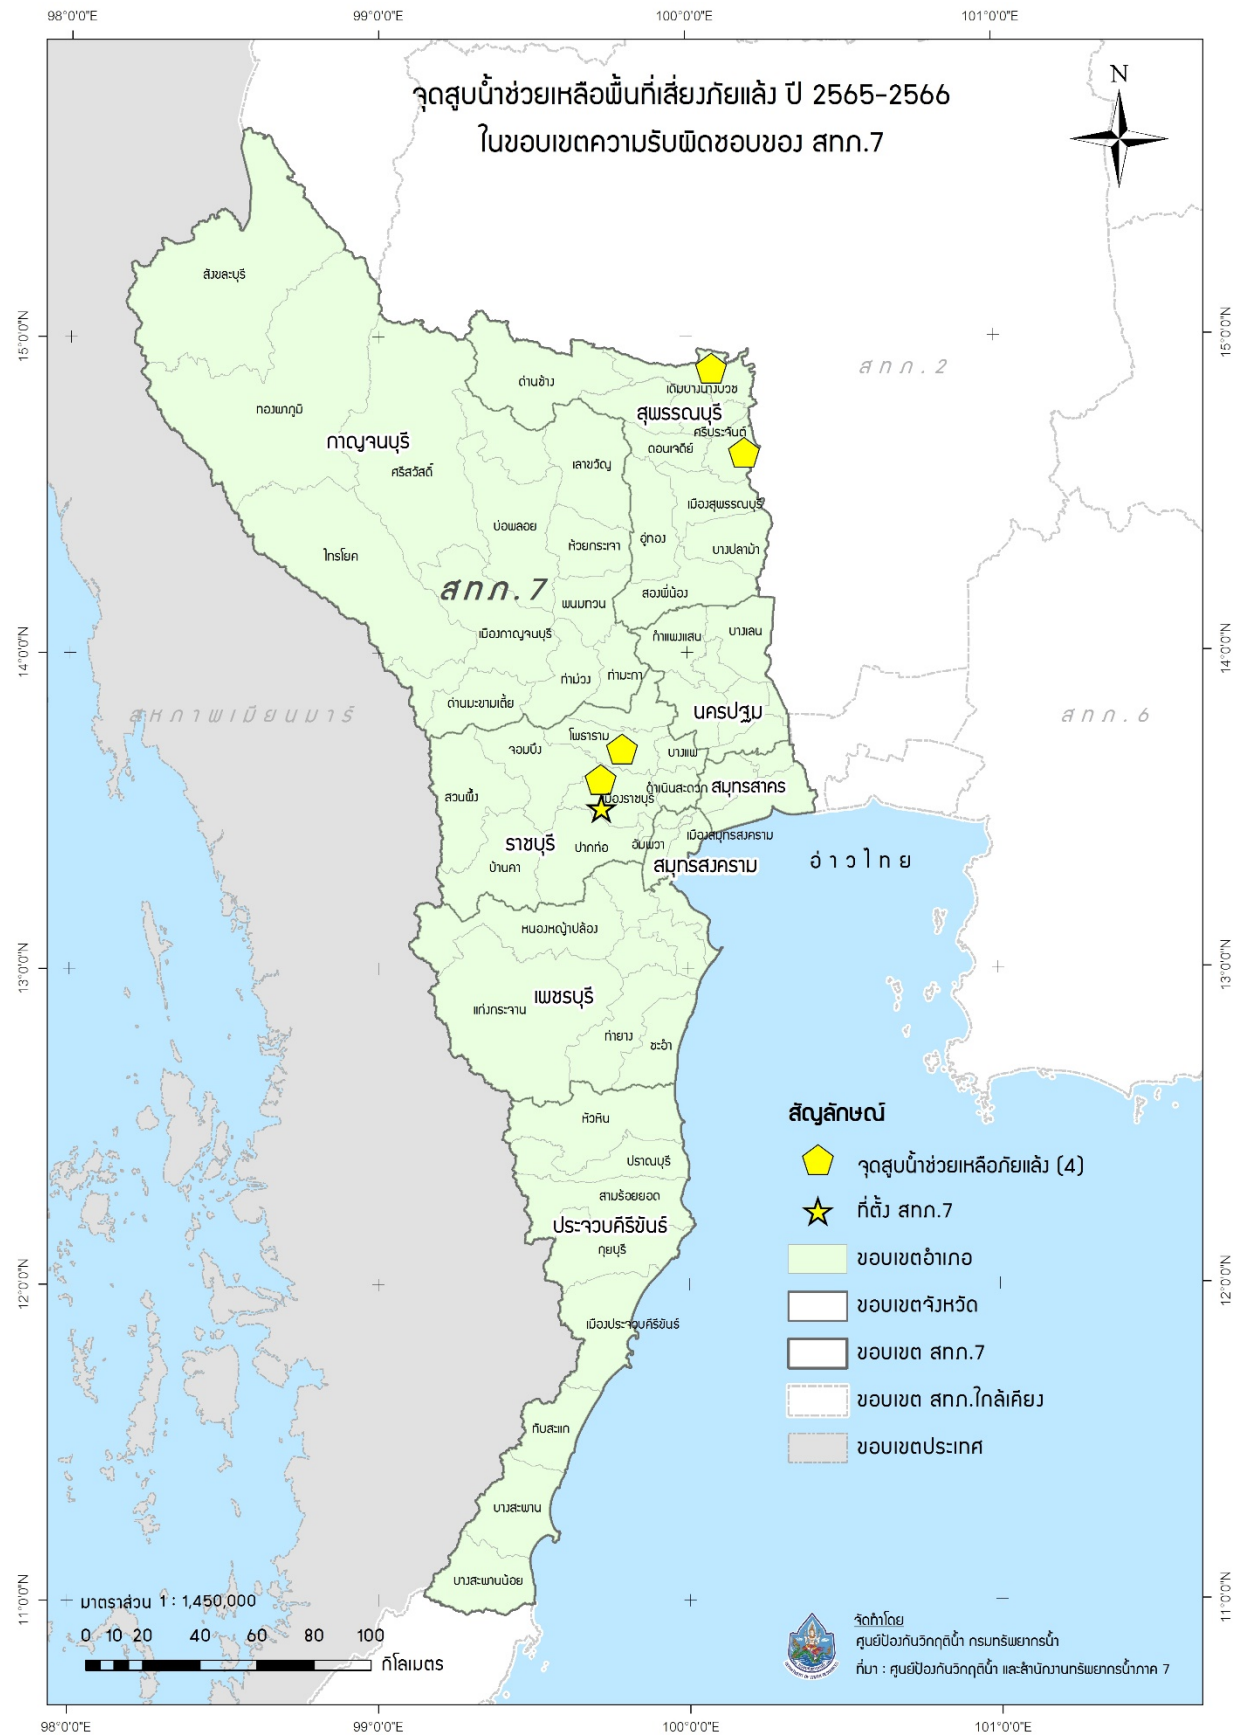 98°0'0"E 99°0'0"E 100°0'0"E 101°0'0"E
จุดสูบน้ำช่วยเหลือพื้นที่เสี่ยงภัยแล้ง ปี 2565-2566
ในขอบเขตความรับผิดชอบของ สทภ.7
N
15°0'0"N
14°0'0"N
13°0'0"N
12°0'0"N
11°0'0"N
15°0'0"N
14°0'0"N
13°0'0"N
12°0'0"N
11°0'0"N
สังขละบุรี
ทองผาภูมิ
กาญจนบุรี
ศรีสวัสดิ์
ไทรโยค
ด่านช้าง
เดิมบางนางบวช
สุพรรณบุรี
ศรีประจันต์
ดอนเจดีย์
เลาขวัญ
เมืองสุพรรณบุรี
บ่อพลอย
ห้วยกระเจา
อู่ทอง
บางปลาม้า
สทภ.7
สองพี่น้อง
พนมทวน
เมืองกาญจนบุรี
กำแพงแสน
บางเลน
ท่าม่วง
ท่ามะกา
ด่านมะขามเตี้ย
นครปฐม
สทภ.2
สทภ.6
สหภาพเมียนมาร์
โพธาราม
จอมบึง
บางแพ
สวนผึ้ง
เมืองราชบุรี
ดำเนินสะดวก
สมุทรสาคร
ราชบุรี
ปากท่อ
อัมพวา
เมืองสมุทรสงคราม
สมุทรสงคราม
บ้านคา
อ่าวไทย
หนองหญ้าปล้อง
เพชรบุรี
แก่งกระจาน
ท่ายาง
ชะอำ
หัวหิน
ปราณบุรี
สามร้อยยอด
ประจวบคีรีขันธ์
กุยบุรี
เมืองประจวบคีรีขันธ์
ทับสะแก
บางสะพาน
บางสะพานน้อย
สัญลักษณ์
จุดสูบน้ำช่วยเหลือภัยแล้ง (4)
ที่ตั้ง สทภ.7
ขอบเขตอำเภอ
ขอบเขตจังหวัด
ขอบเขต สทภ.7
ขอบเขต สทภ.ใกล้เคียง
ขอบเขตประเทศ
มาตราส่วน 1 : 1,450,000
0 10 20 40 60 80 100
กิโลเมตร
จัดทำโดย
ศูนย์ป้องกันวิกฤติน้ำ กรมทรัพยากรน้ำ
ที่มา : ศูนย์ป้องกันวิกฤติน้ำ และสำนักงานทรัพยากรน้ำภาค 7
98°0'0"E 99°0'0"E 100°0'0"E 101°0'0"E